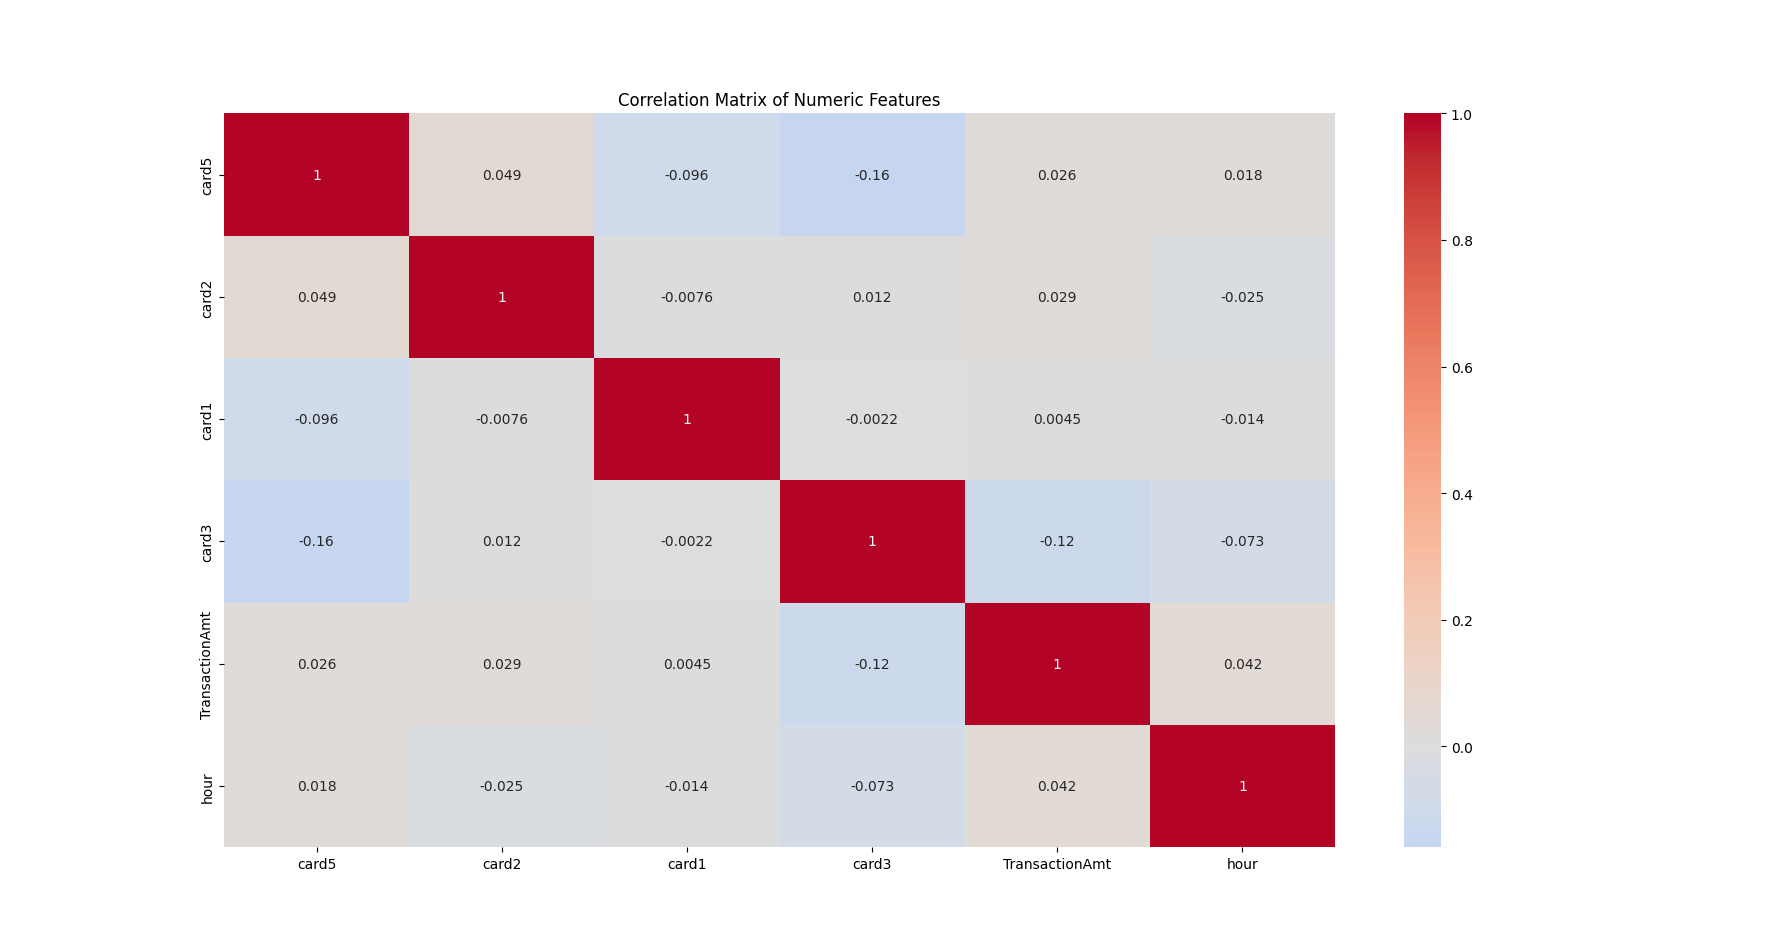 Correlation Matrix of Numeric Features
card5 1 0.049 -0.096 -0.16 0.026 0.018
card2 0.049 1 -0.0076 0.012 0.029 -0.025
card1 -0.096 -0.0076 1 -0.0022 0.0045 -0.014
card3 -0.16 0.012 -0.0022 1 -0.12 -0.073
TransactionAmt 0.026 0.029 0.0045 -0.12 1 0.042
hour 0.018 -0.025 -0.014 -0.073 0.042 1
card5 card2 card1 card3 TransactionAmt hour
1.0
0.8
0.6
0.4
0.2
0.0